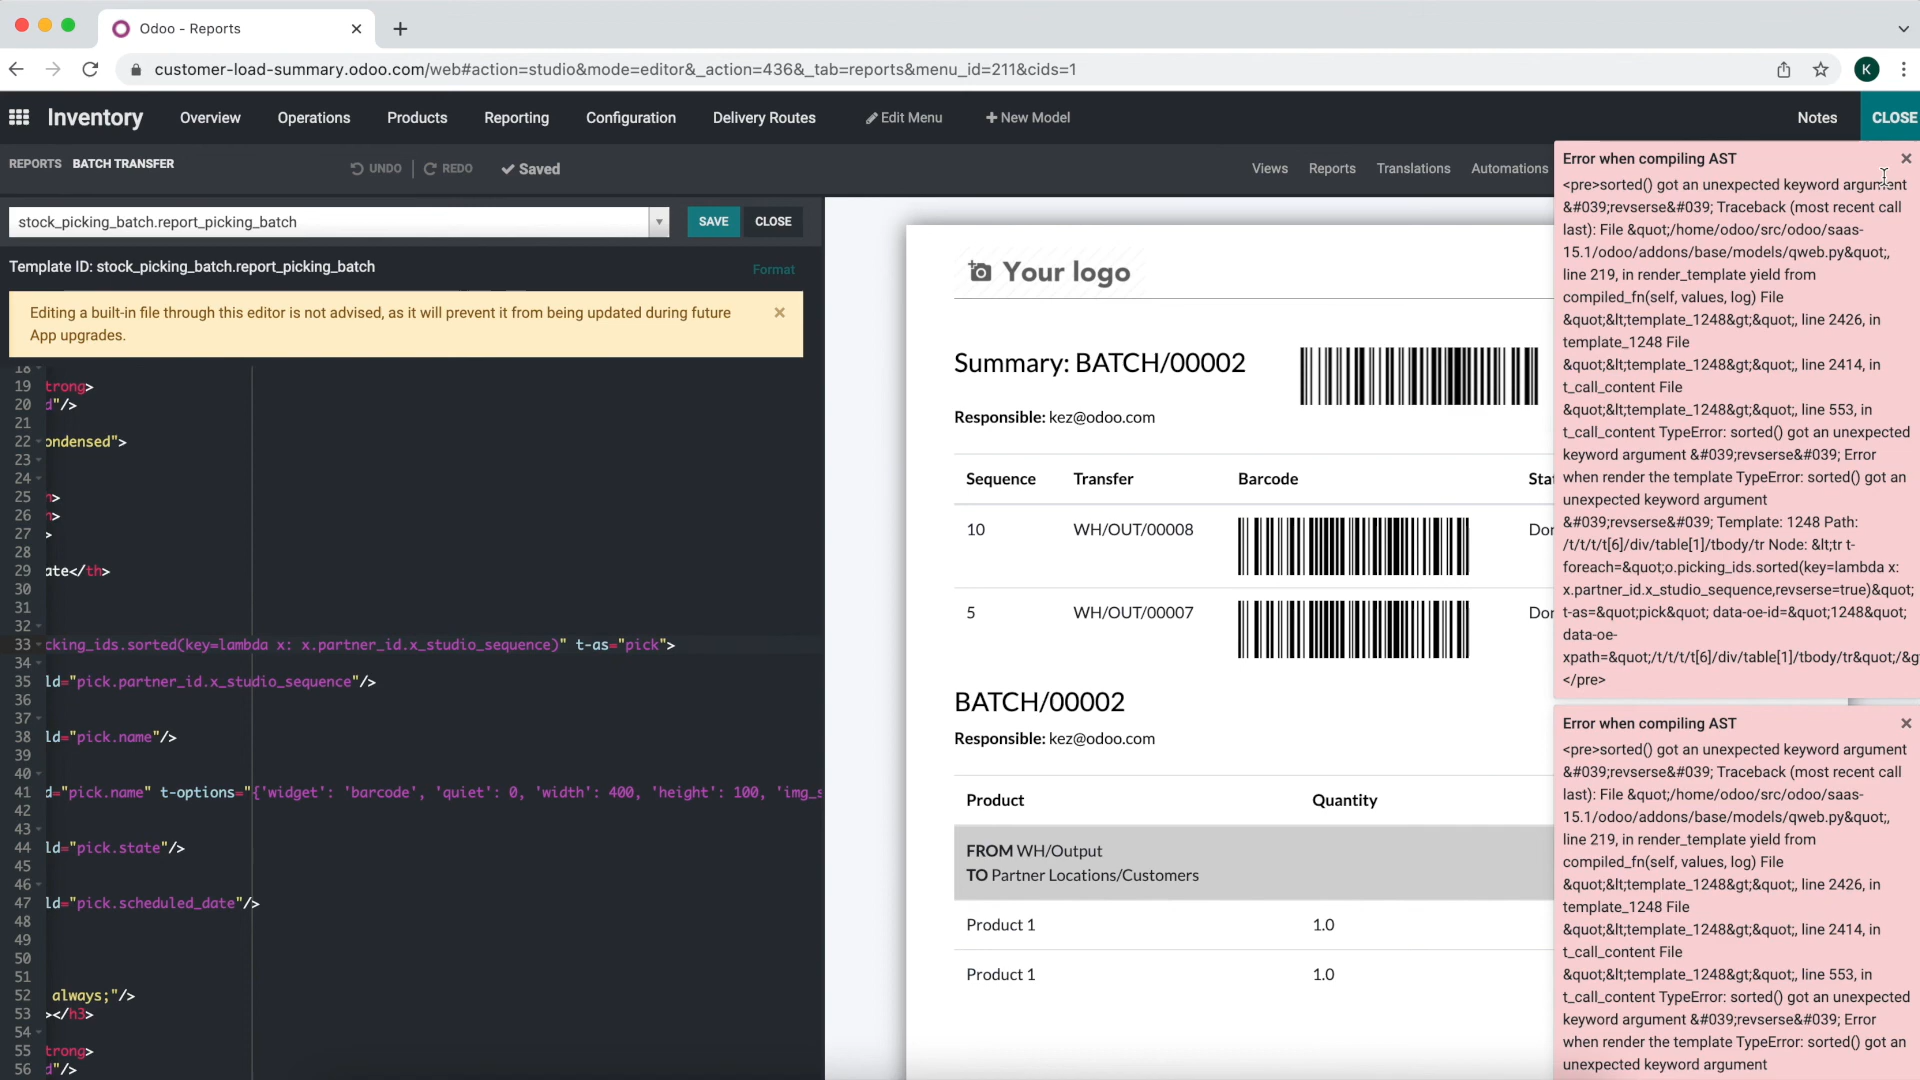 Odoo - Reports
customer-load-summary.odoo.com/web#action=studio&mode=editor&_action=436&_tab=reports&menu_id=211&cids=1
K
Inventory Overview Operations Products Reporting Configuration Delivery Routes Edit Menu + New Model Notes CLOSE
REPORTS BATCH TRANSFER UNDO REDO Saved Views Reports Translations Automations
stock_picking_batch.report_picking_batch SAVE CLOSE
Template ID: stock_picking_batch.report_picking_batch Format
Editing a built-in file through this editor is not advised, as it will prevent it from being updated during future
App upgrades.
18
19 trong>
20 d"/>
21
22 ondensed">
23
24
25 h>
26 h>
27 >
28
29 ate</th>
30
31
32
33 cking_ids.sorted(key=lambda x: x.partner_id.x_studio_sequence)" t-as="pick">
34
35 ld="pick.partner_id.x_studio_sequence"/>
36
37
38 ld="pick.name"/>
39
40
41 d="pick.name" t-options="{'widget': 'barcode', 'quiet': 0, 'width': 400, 'height': 100, 'img_s
42
43
44 ld="pick.state"/>
45
46
47 ld="pick.scheduled_date"/>
48
49
50
51
52 always;"/>
53 ></h3>
54
55 trong>
56 d"/>
Your logo
Summary: BATCH/00002
Responsible: kez@odoo.com
Sequence Transfer Barcode Sta
10 WH/OUT/00008 Dor
5 WH/OUT/00007 Dor
BATCH/00002
Responsible: kez@odoo.com
Product Quantity
FROM WH/Output
TO Partner Locations/Customers
Product 1 1.0
Product 1 1.0
Error when compiling AST
<pre>sorted() got an unexpected keyword argument
&#039;revserse&#039; Traceback (most recent call
last): File &quot;/home/odoo/src/odoo/saas-
15.1/odoo/addons/base/models/qweb.py&quot;,
line 219, in render_template yield from
compiled_fn(self, values, log) File
&quot;&lt;template_1248&gt;&quot;, line 2426, in
template_1248 File
&quot;&lt;template_1248&gt;&quot;, line 2414, in
t_call_content File
&quot;&lt;template_1248&gt;&quot;, line 553, in
t_call_content TypeError: sorted() got an unexpected
keyword argument &#039;revserse&#039; Error
when render the template TypeError: sorted() got an
unexpected keyword argument
&#039;revserse&#039; Template: 1248 Path:
/t/t/t/t[6]/div/table[1]/tbody/tr Node: &lt;tr t-
foreach=&quot;o.picking_ids.sorted(key=lambda x:
x.partner_id.x_studio_sequence,revserse=true)&quot;
t-as=&quot;pick&quot; data-oe-id=&quot;1248&quot;
data-oe-
xpath=&quot;/t/t/t/t[6]/div/table[1]/tbody/tr&quot;/&g
</pre>
Error when compiling AST
<pre>sorted() got an unexpected keyword argument
&#039;revserse&#039; Traceback (most recent call
last): File &quot;/home/odoo/src/odoo/saas-
15.1/odoo/addons/base/models/qweb.py&quot;,
line 219, in render_template yield from
compiled_fn(self, values, log) File
&quot;&lt;template_1248&gt;&quot;, line 2426, in
template_1248 File
&quot;&lt;template_1248&gt;&quot;, line 2414, in
t_call_content File
&quot;&lt;template_1248&gt;&quot;, line 553, in
t_call_content TypeError: sorted() got an unexpected
keyword argument &#039;revserse&#039; Error
when render the template TypeError: sorted() got an
unexpected keyword argument